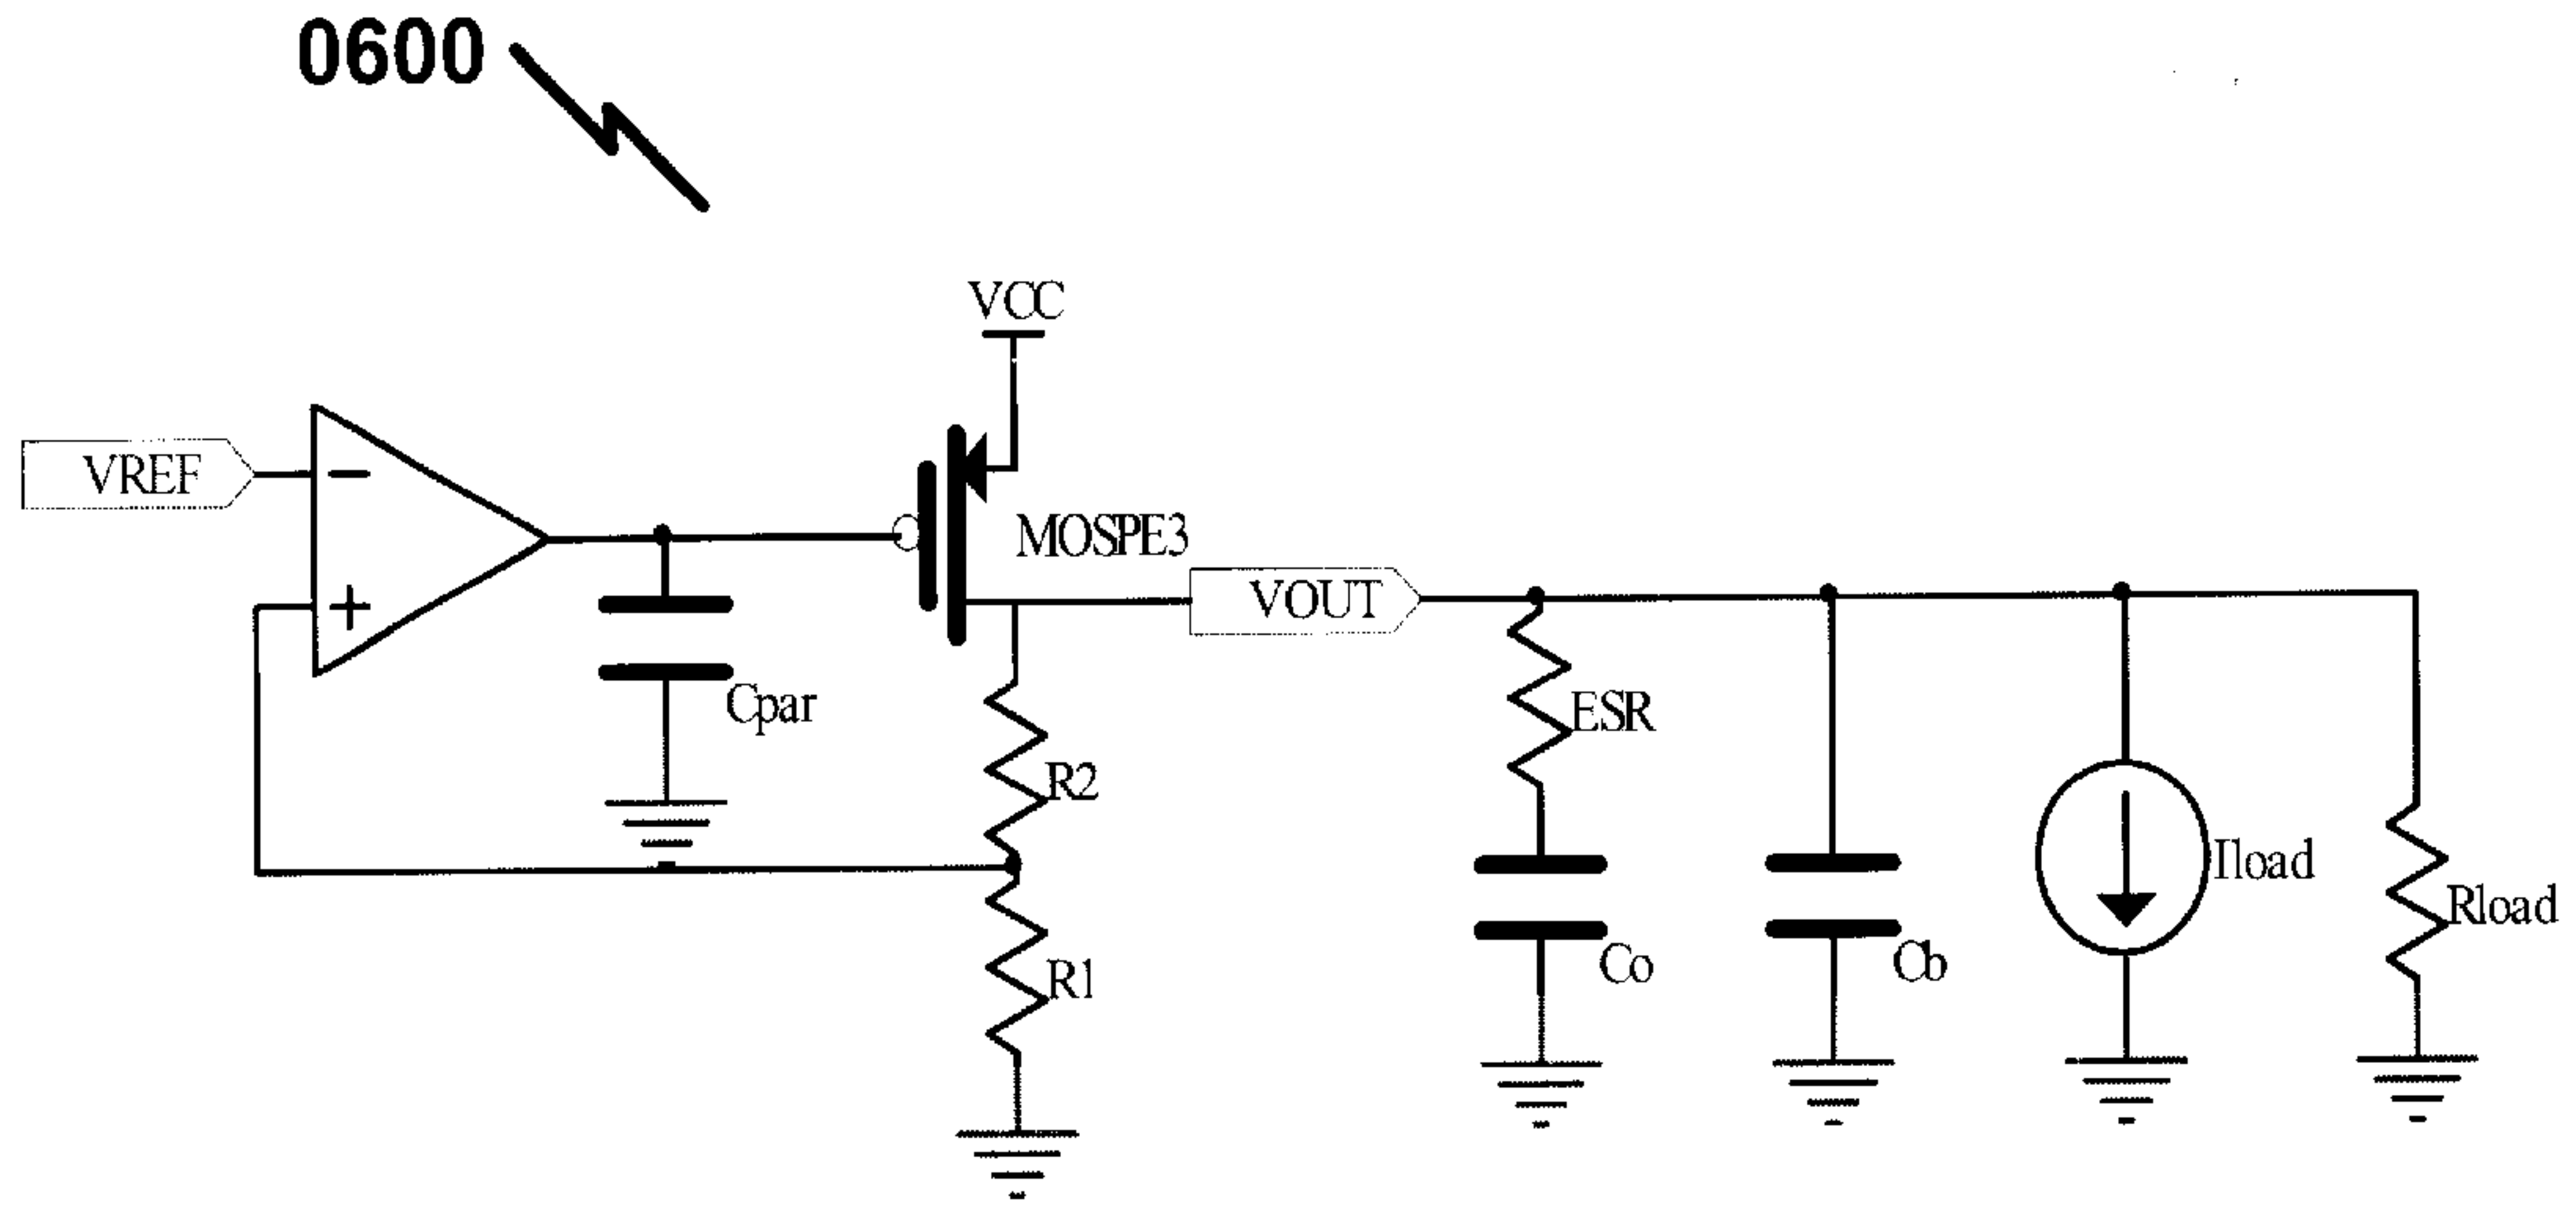 0600
VCC
VREF
−
+
MOSPE3
VOUT
Cpar
R2
R1
ESR
Co
Cb
Iload
Rload